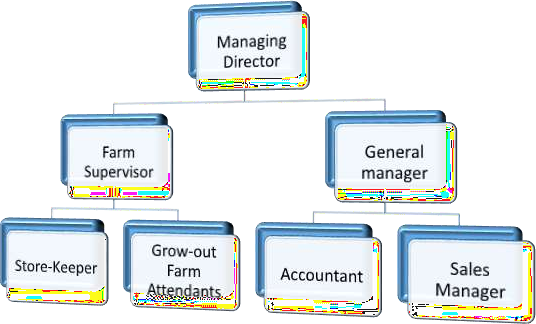 Managing
Director
Farm
Supervisor
General
manager
Store-Keeper
Grow-out
Farm
Attendants
Accountant
Sales
Manager